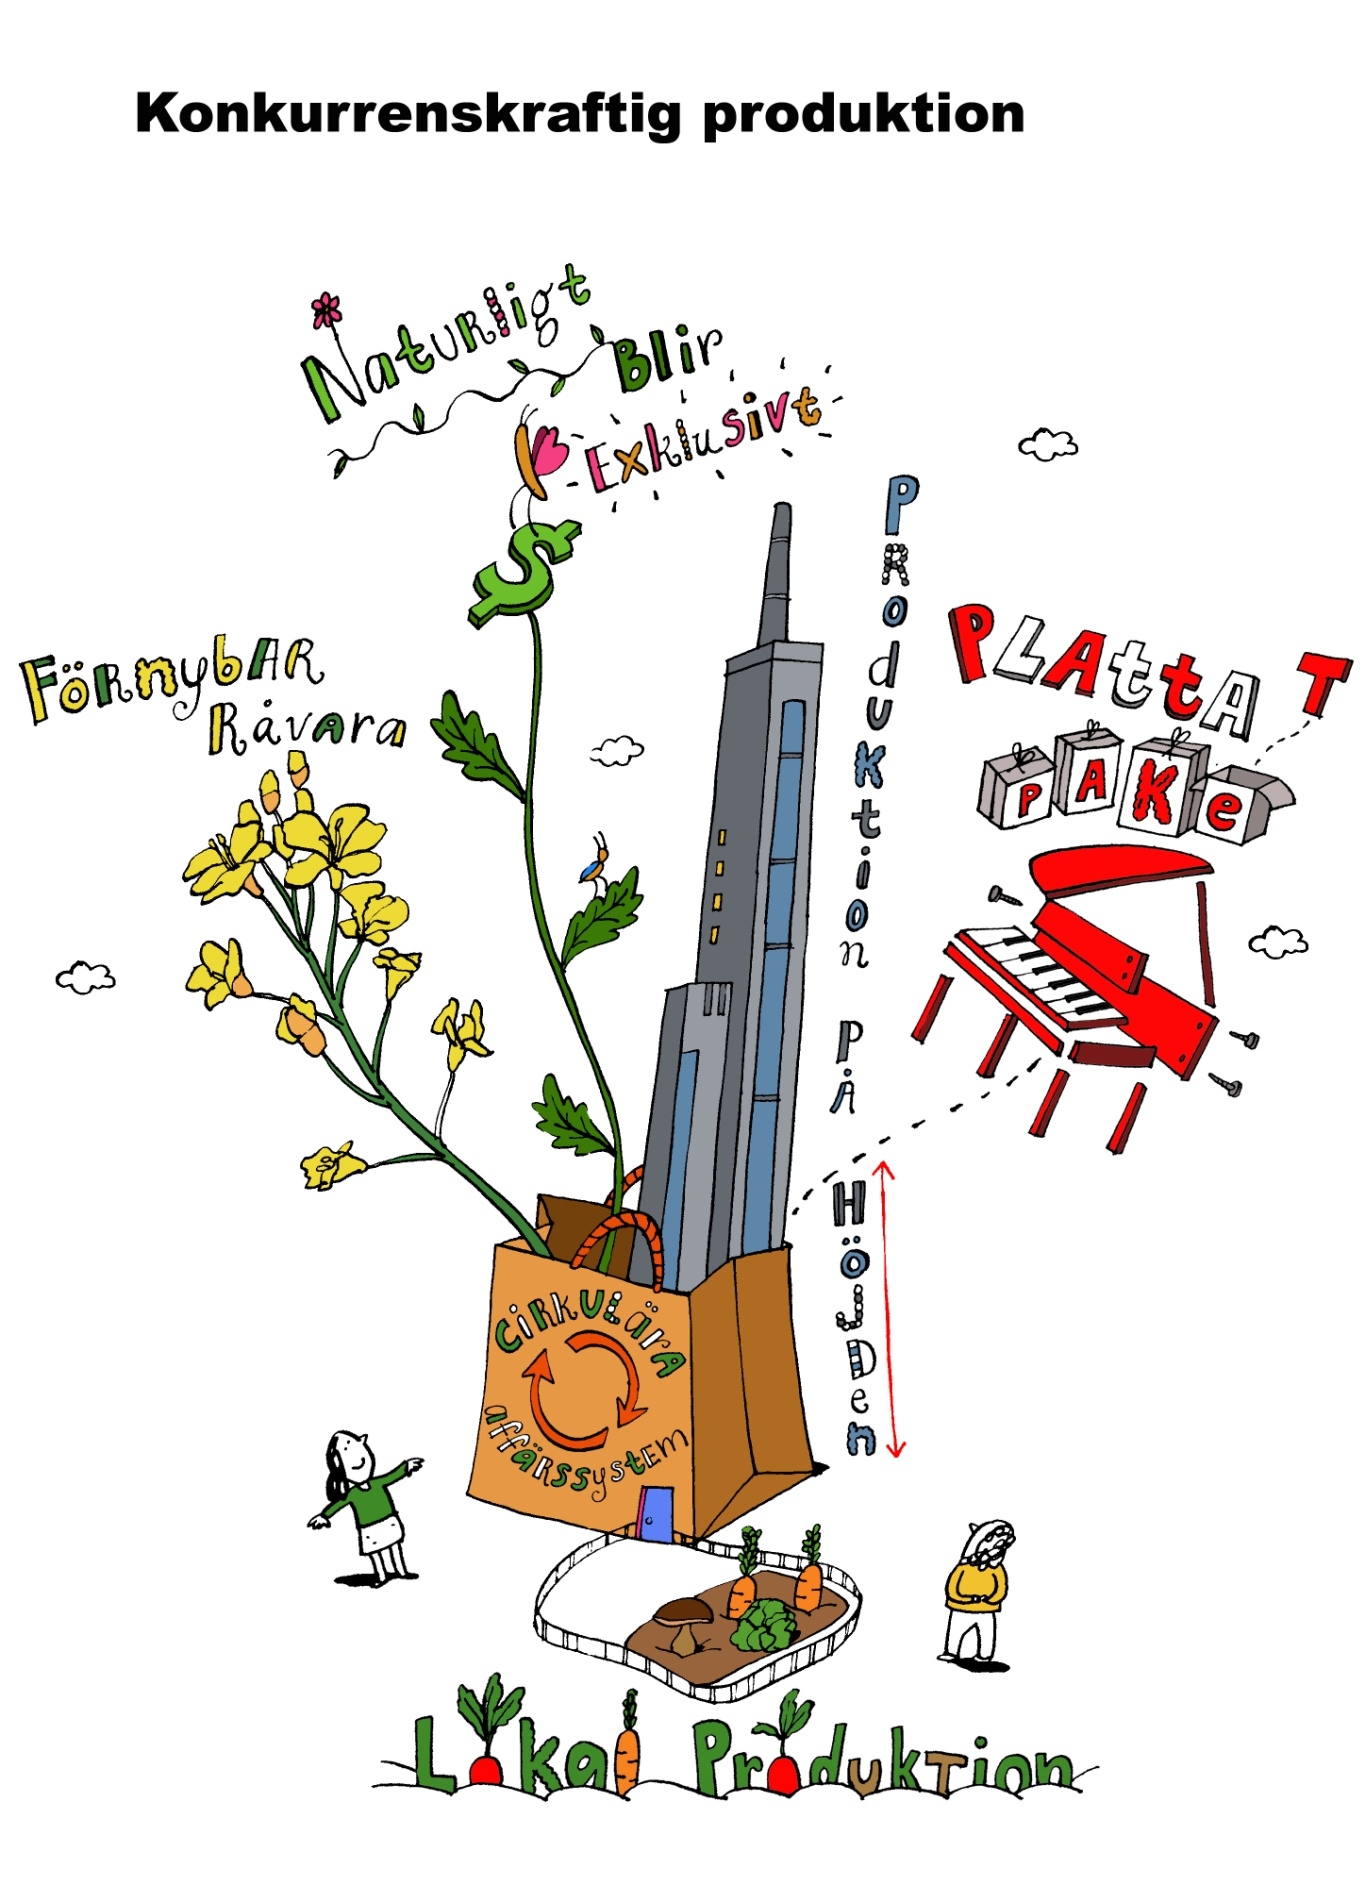 Konkurrenskraftig produktion
Naturligt
Blir
Exklusivt
$
Produktion på Höjden
Förnybar
Råvara
Platta
Paket
Cirkulära
affärssystem
Lokal Produktion